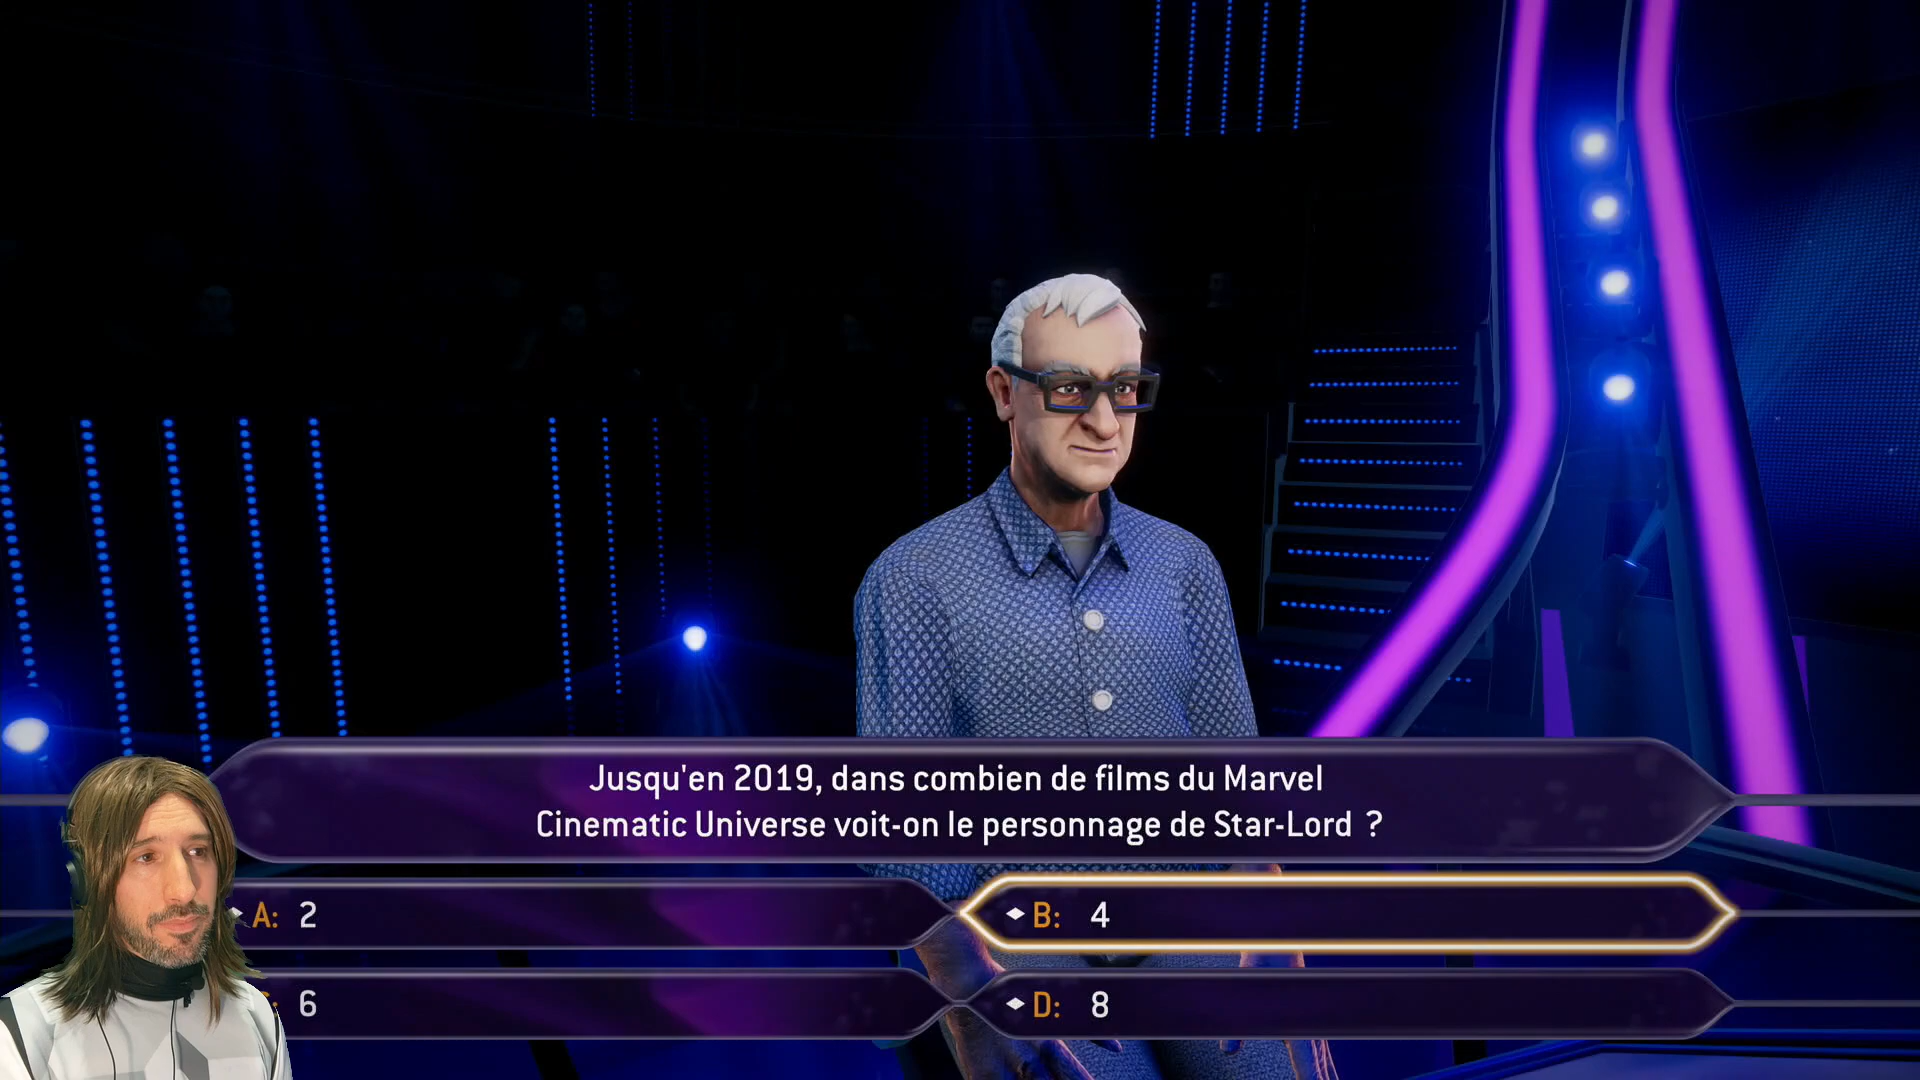 Jusqu'en 2019, dans combien de films du Marvel
Cinematic Universe voit-on le personnage de Star-Lord ?
A: 2
B: 4
6
D: 8